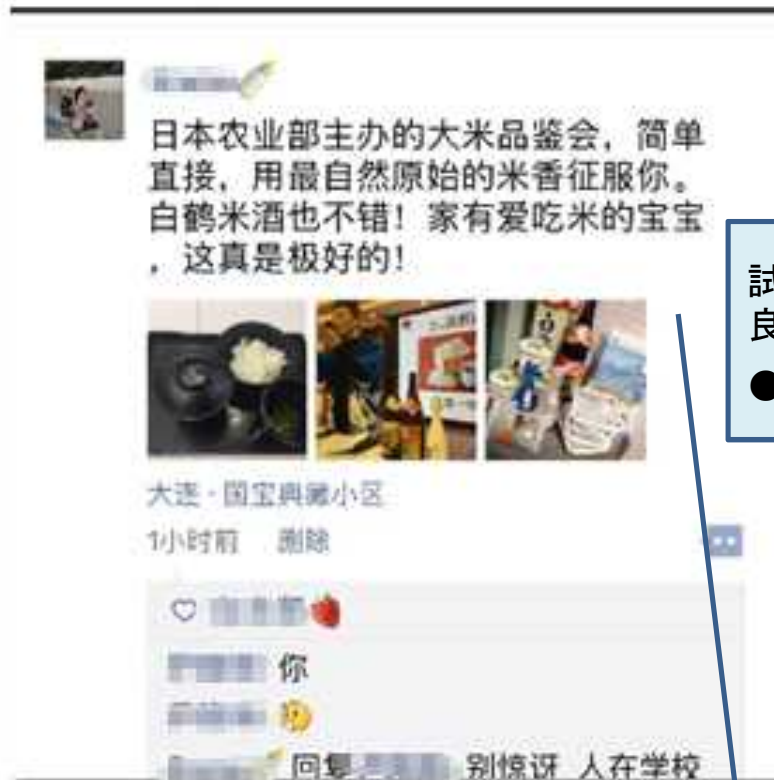 日本农业部主办的大米品鉴会，简单
直接，用最自然原始的米香征服你。
白鹤米酒也不错！家有爱吃米的宝宝
，这真是极好的！
試
良
●
大连·国宝典藏小区
1小时前 删除
你
回复 别惊讶 人在学校